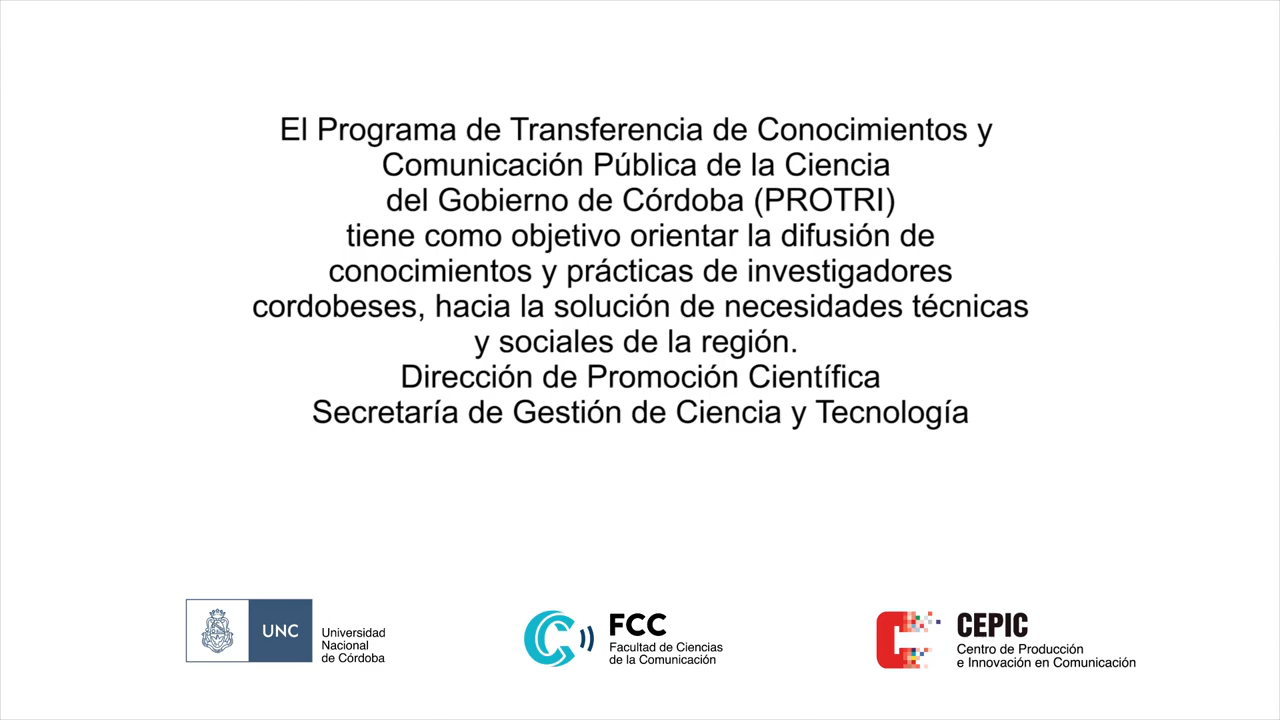 El Programa de Transferencia de Conocimientos y
Comunicación Pública de la Ciencia
del Gobierno de Córdoba (PROTRI)
tiene como objetivo orientar la difusión de
conocimientos y prácticas de investigadores
cordobeses, hacia la solución de necesidades técnicas
y sociales de la región.
Dirección de Promoción Científica
Secretaría de Gestión de Ciencia y Tecnología
UNC
Universidad
Nacional
de Córdoba
FCC
Facultad de Ciencias
de la Comunicación
CEPIC
Centro de Producción
e Innovación en Comunicación